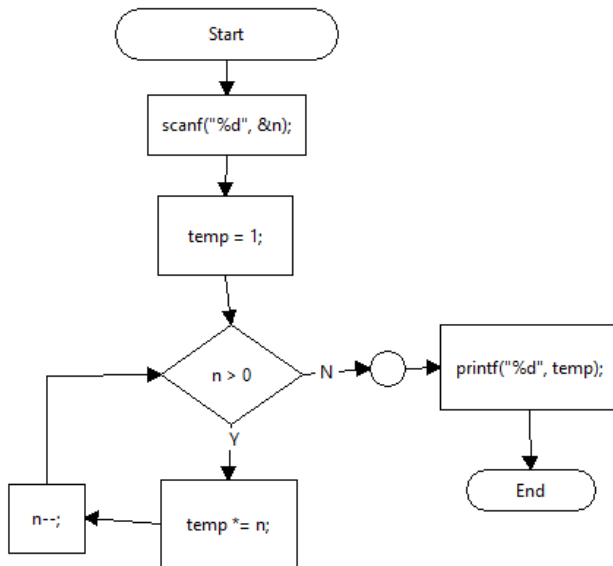 Start
scanf("%d", &n);
temp = 1;
n > 0
N
printf("%d", temp);
Y
End
n--;
temp *= n;